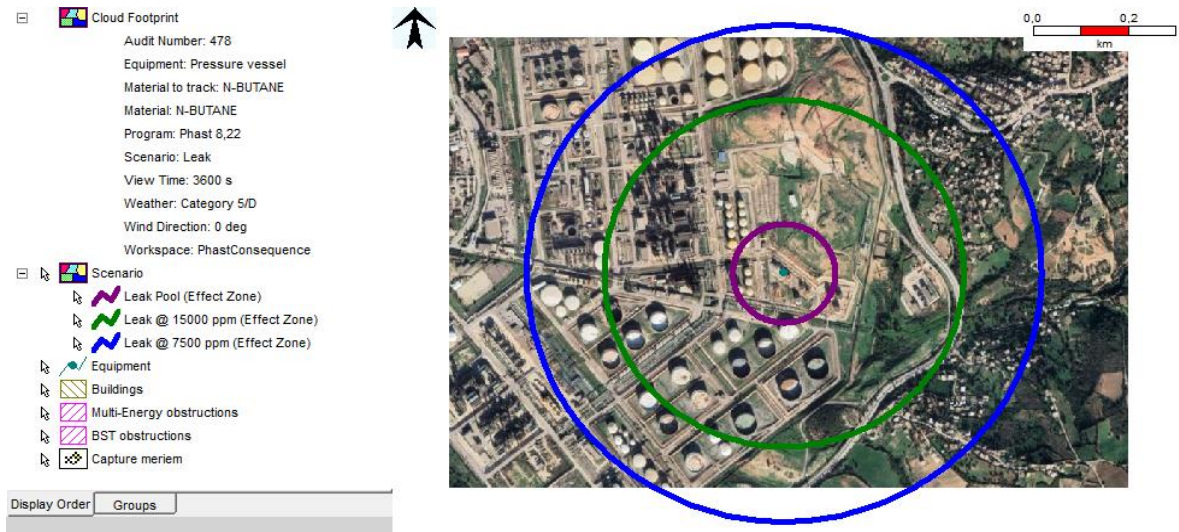 Cloud Footprint
Audit Number: 478
Equipment: Pressure vessel
Material to track: N-BUTANE
Material: N-BUTANE
Program: Phast 8,22
Scenario: Leak
View Time: 3600 s
Weather: Category 5/D
Wind Direction: 0 deg
Workspace: PhastConsequence
Scenario
Leak Pool (Effect Zone)
Leak @ 15000 ppm (Effect Zone)
Leak @ 7500 ppm (Effect Zone)
Equipment
Buildings
Multi-Energy obstructions
BST obstructions
Capture meriem
Display Order Groups
0,0 0,2
km